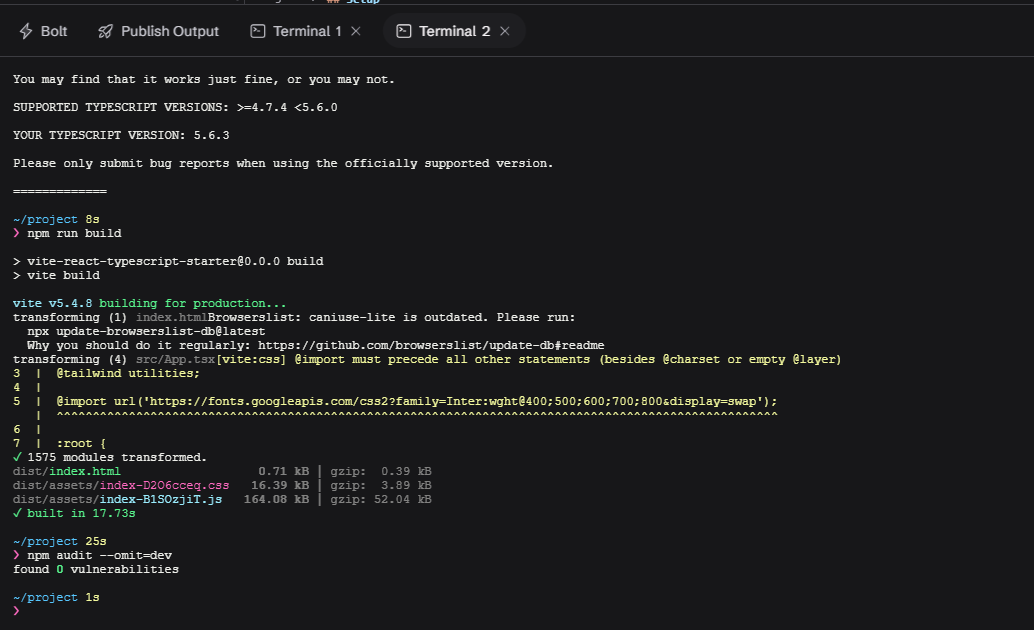 ## Setup
Bolt Publish Output Terminal 1 Terminal 2
You may find that it works just fine, or you may not.
SUPPORTED TYPESCRIPT VERSIONS: >=4.7.4 <5.6.0
YOUR TYPESCRIPT VERSION: 5.6.3
Please only submit bug reports when using the officially supported version.
=============
~/project 8s
❯ npm run build
> vite-react-typescript-starter@0.0.0 build
> vite build
vite v5.4.8 building for production...
transforming (1) index.htmlBrowserslist: caniuse-lite is outdated. Please run:
  npx update-browserslist-db@latest
  Why you should do it regularly: https://github.com/browserslist/update-db#readme
transforming (4) src/App.tsx[vite:css] @import must precede all other statements (besides @charset or empty @layer)
3  |  @tailwind utilities;
4  |
5  |  @import url('https://fonts.googleapis.com/css2?family=Inter:wght@400;500;600;700;800&display=swap');
   |  ^^^^^^^^^^^^^^^^^^^^^^^^^^^^^^^^^^^^^^^^^^^^^^^^^^^^^^^^^^^^^^^^^^^^^^^^^^^^^^^^^^^^^^^^^^^^^^^^^^^^
6  |
7  |  :root {
✓ 1575 modules transformed.
dist/index.html                   0.71 kB │ gzip:  0.39 kB
dist/assets/index-D2O6cceq.css   16.39 kB │ gzip:  3.89 kB
dist/assets/index-B1SOzjiT.js   164.08 kB │ gzip: 52.04 kB
✓ built in 17.73s
~/project 25s
❯ npm audit --omit=dev
found 0 vulnerabilities
~/project 1s
❯